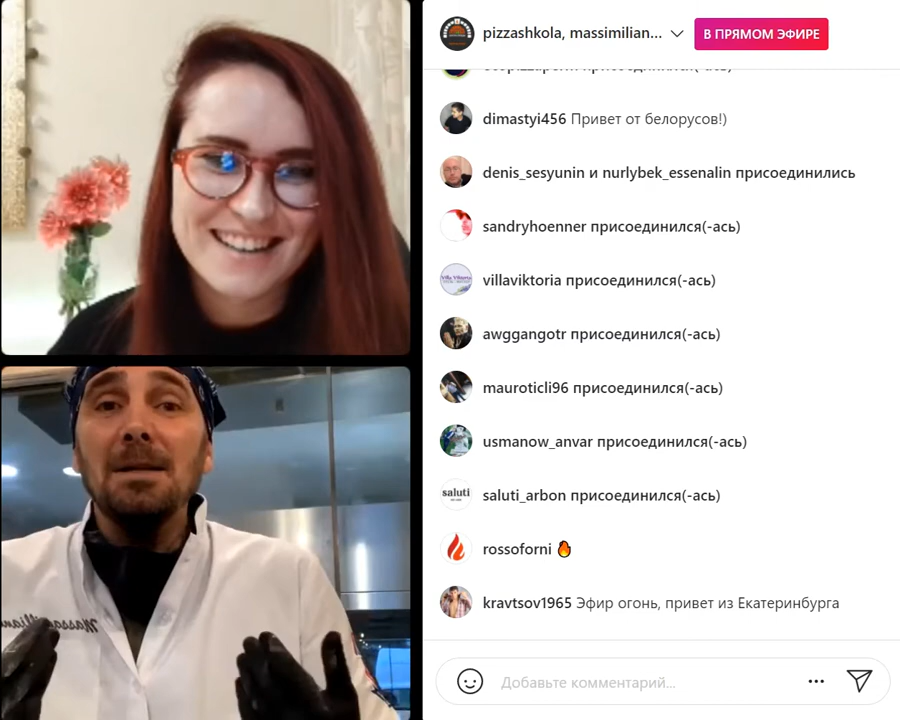 pizzashkola, massimilian...
В ПРЯМОМ ЭФИРЕ
dimastyi456 Привет от белорусов!)
denis_sesyunin и nurlybek_essenalin присоединились
sandryhoenner присоединился(-ась)
villaviktoria присоединился(-ась)
awggangotr присоединился(-ась)
mauroticli96 присоединился(-ась)
usmanow_anvar присоединился(-ась)
saluti
saluti_arbon присоединился(-ась)
rossoforni 🔥
kravtsov1965 Эфир огонь, привет из Екатеринбурга
Добавьте комментарий...